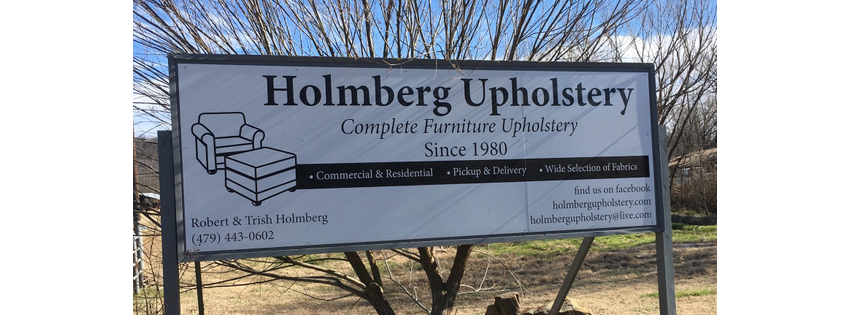 Holmberg Upholstery
Complete Furniture Upholstery
Since 1980
• Commercial & Residential • Pickup & Delivery • Wide Selection of Fabrics
find us on facebook
holmbergupholstery.com
holmbergupholstery@live.com
Robert & Trish Holmberg
(479) 443-0602